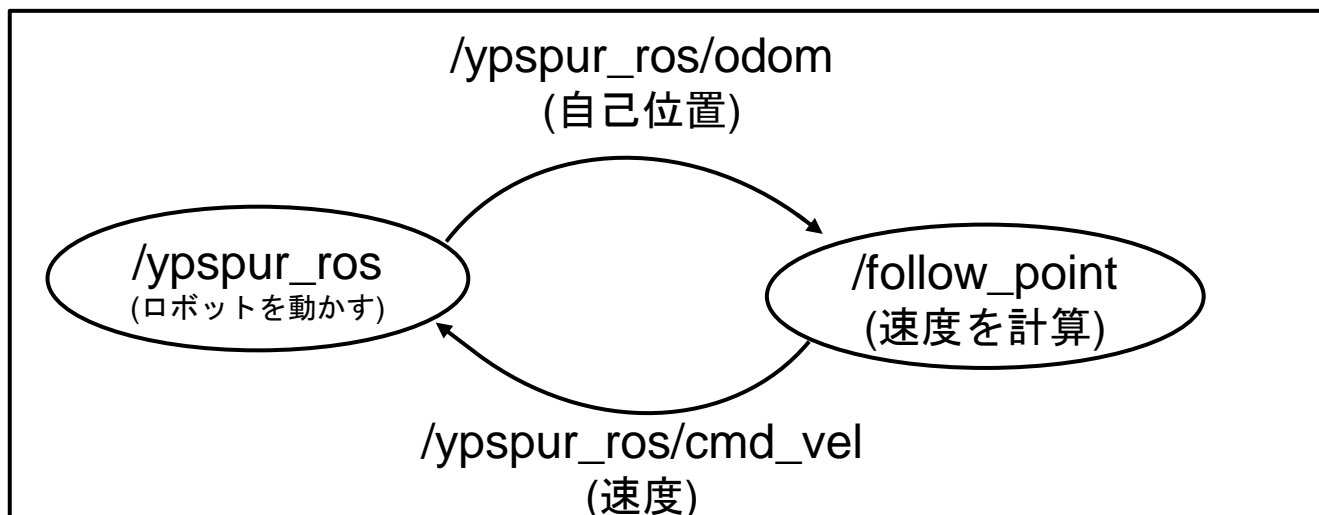 /ypspur_ros/odom
(自己位置)
/ypspur_ros
(ロボットを動かす)
/follow_point
(速度を計算)
/ypspur_ros/cmd_vel
(速度)